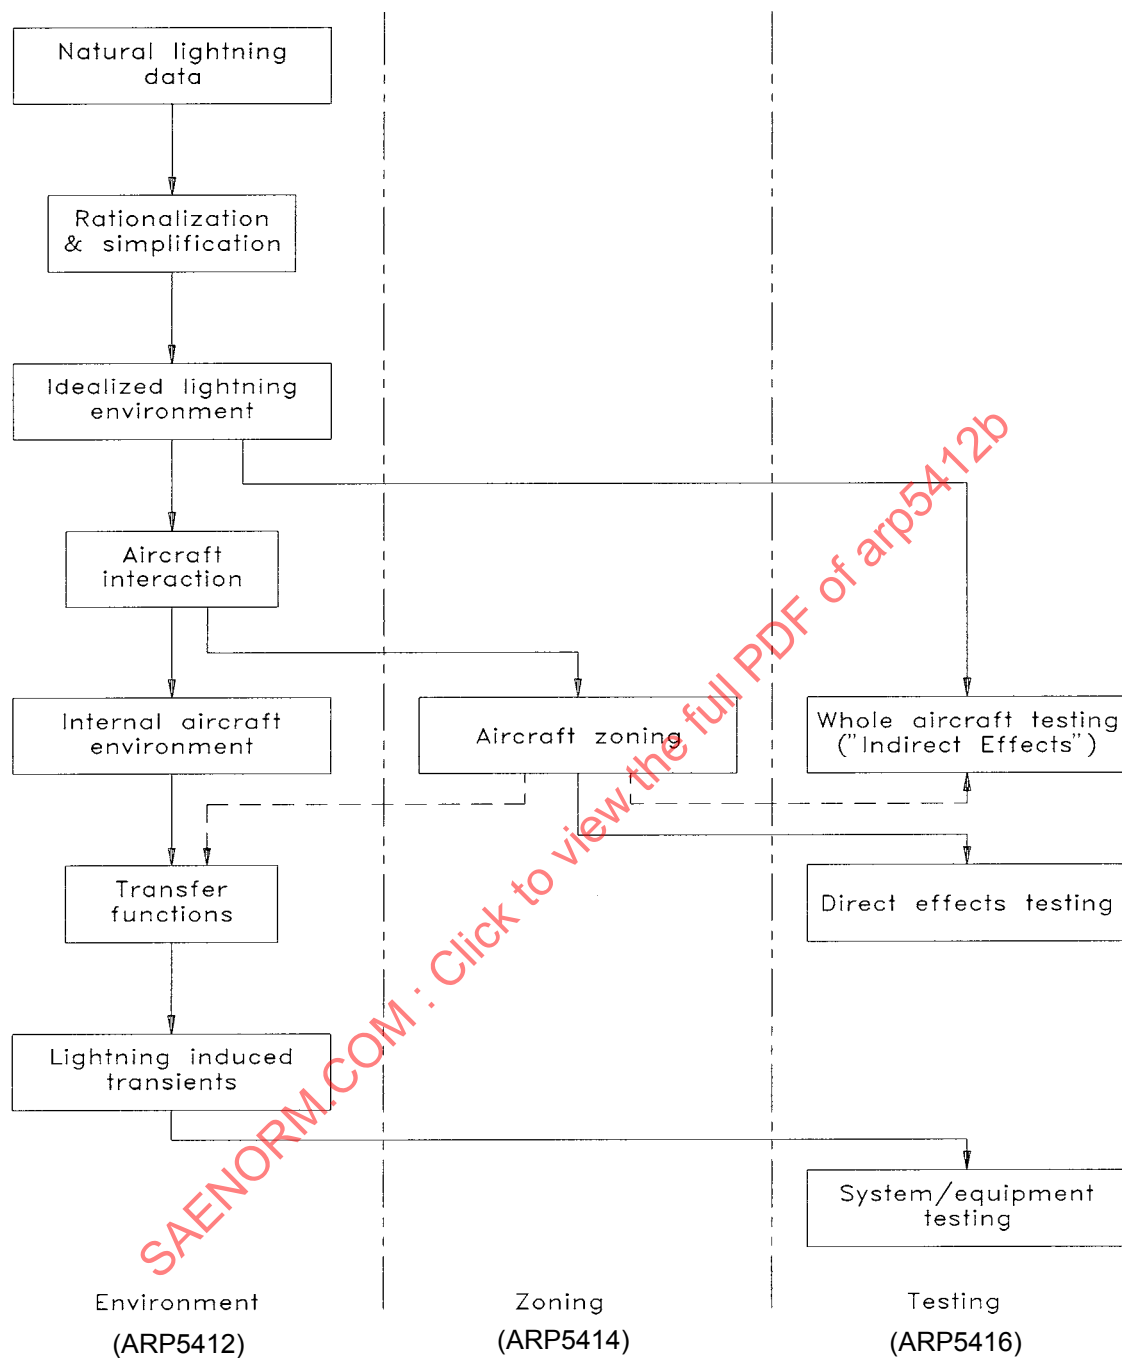 Natural lightning
data
Rationalization
& simplification
Idealized lightning
environment
Aircraft
interaction
Internal aircraft
environment
Aircraft zoning
Whole aircraft testing
("Indirect Effects")
Transfer
functions
Direct effects testing
Lightning induced
transients
System/equipment
testing
Environment
(ARP5412)
Zoning
(ARP5414)
Testing
(ARP5416)
SAENORM.COM : Click to view the full PDF of arp5412b